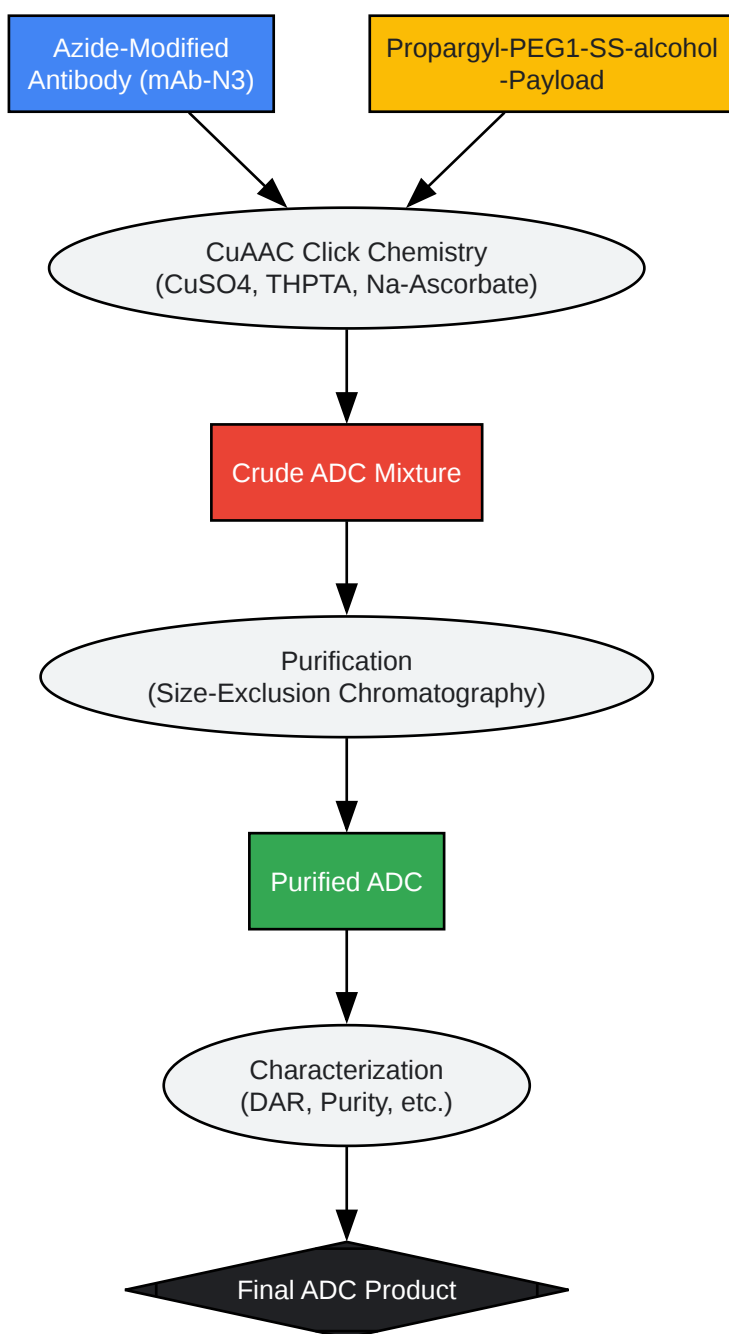 Azide-Modified
Antibody (mAb-N3)
Propargyl-PEG1-SS-alcohol
-Payload
CuAAC Click Chemistry
(CuSO4, THPTA, Na-Ascorbate)
Crude ADC Mixture
Purification
(Size-Exclusion Chromatography)
Purified ADC
Characterization
(DAR, Purity, etc.)
Final ADC Product